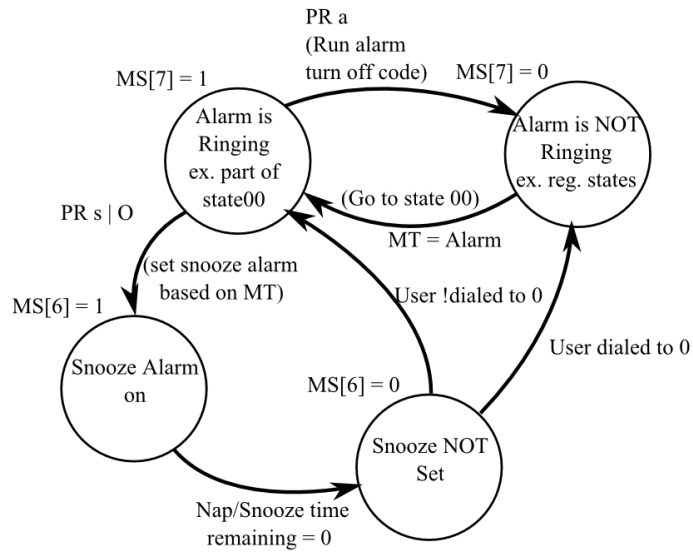 PR a
(Run alarm
turn off code)
MS[7] = 1
MS[7] = 0
Alarm is
Ringing
ex. part of
state00
Alarm is NOT
Ringing
ex. reg. states
(Go to state 00)
MT = Alarm
PR s | O
(set snooze alarm
based on MT)
User !dialed to 0
MS[6] = 1
User dialed to 0
Snooze Alarm
on
MS[6] = 0
Snooze NOT
Set
Nap/Snooze time
remaining = 0